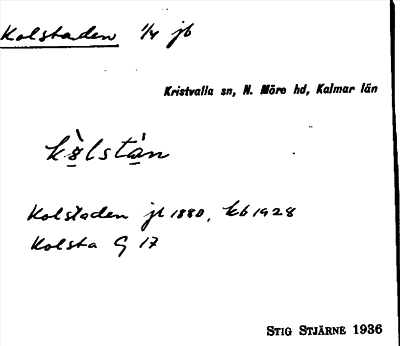 Kolstaden 1/4 jb
Kristvalla sn, N. Möre hd, Kalmar län
Kolstaden jb 1880, kb 1928
Kolsta G 17
STIG STJÄRNE 1936